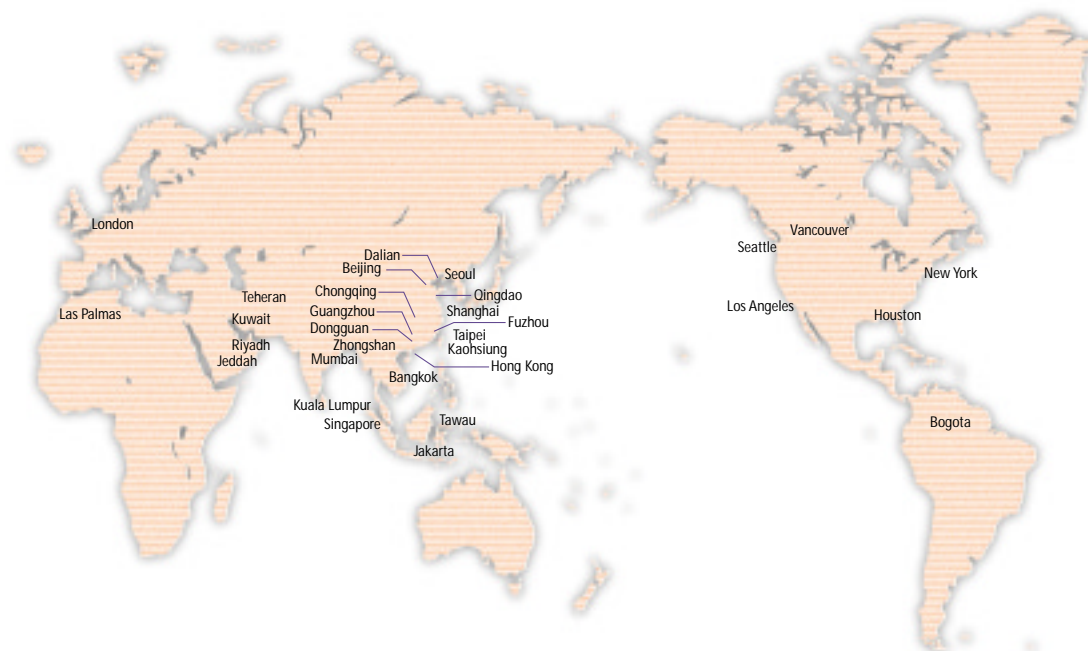 London
Las Palmas
Teheran
Kuwait
Riyadh
Jeddah
Dalian
Beijing
Seoul
Chongqing
Qingdao
Guangzhou
Shanghai
Fuzhou
Dongguan
Taipei
Zhongshan
Kaohsiung
Mumbai
Hong Kong
Bangkok
Kuala Lumpur
Singapore
Tawau
Jakarta
Vancouver
Seattle
New York
Los Angeles
Houston
Bogota